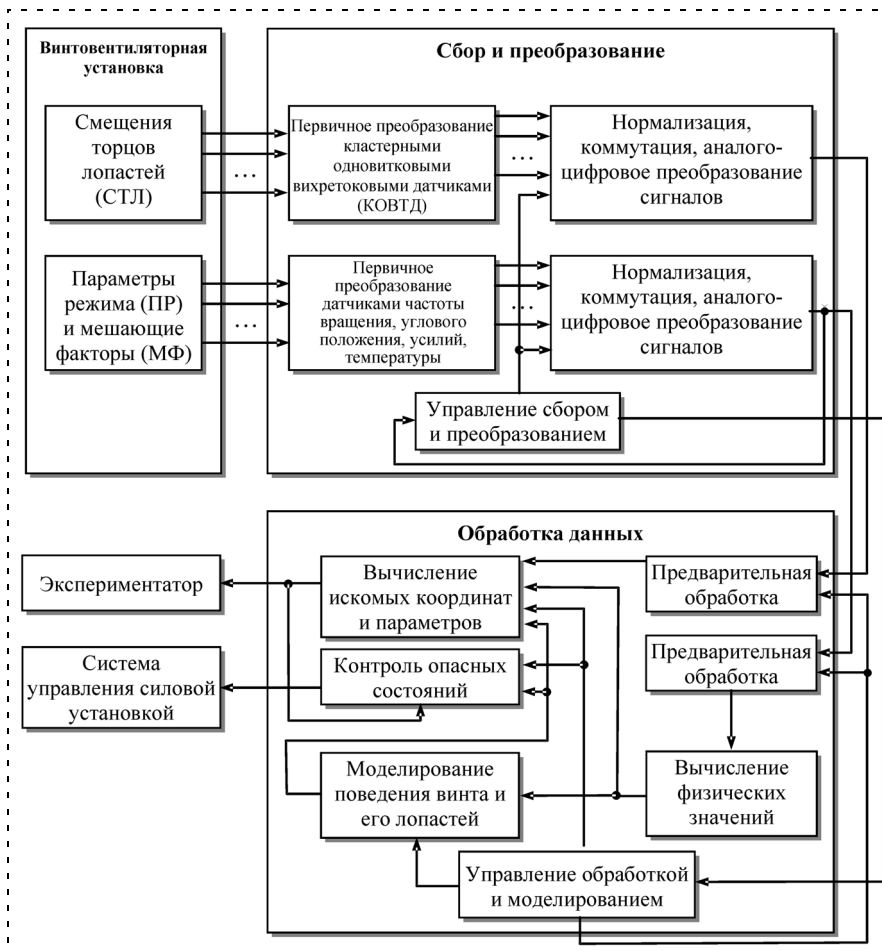 Винтовентиляторная
установка
Смещения
торцов
лопастей
(СТЛ)
...
Параметры
режима (ПР)
и мешающие
факторы (МФ)
...
Сбор и преобразование
Первичное преобразование
кластерными
одновитковыми
вихретоковыми датчиками
(КОВТД)
...
Нормализация,
коммутация, аналого-
цифровое преобразование
сигналов
Первичное
преобразование
датчиками частоты
вращения, углового
положения, усилий,
температуры
...
Нормализация,
коммутация, аналого-
цифровое преобразование
сигналов
Управление сбором
и преобразованием
Обработка данных
Экспериментатор
Вычисление
искомых координат
и параметров
Предварительная
обработка
Система
управления силовой
установкой
Контроль опасных
состояний
Предварительная
обработка
Моделирование
поведения винта и
его лопастей
Вычисление
физических
значений
Управление обработкой
и моделированием